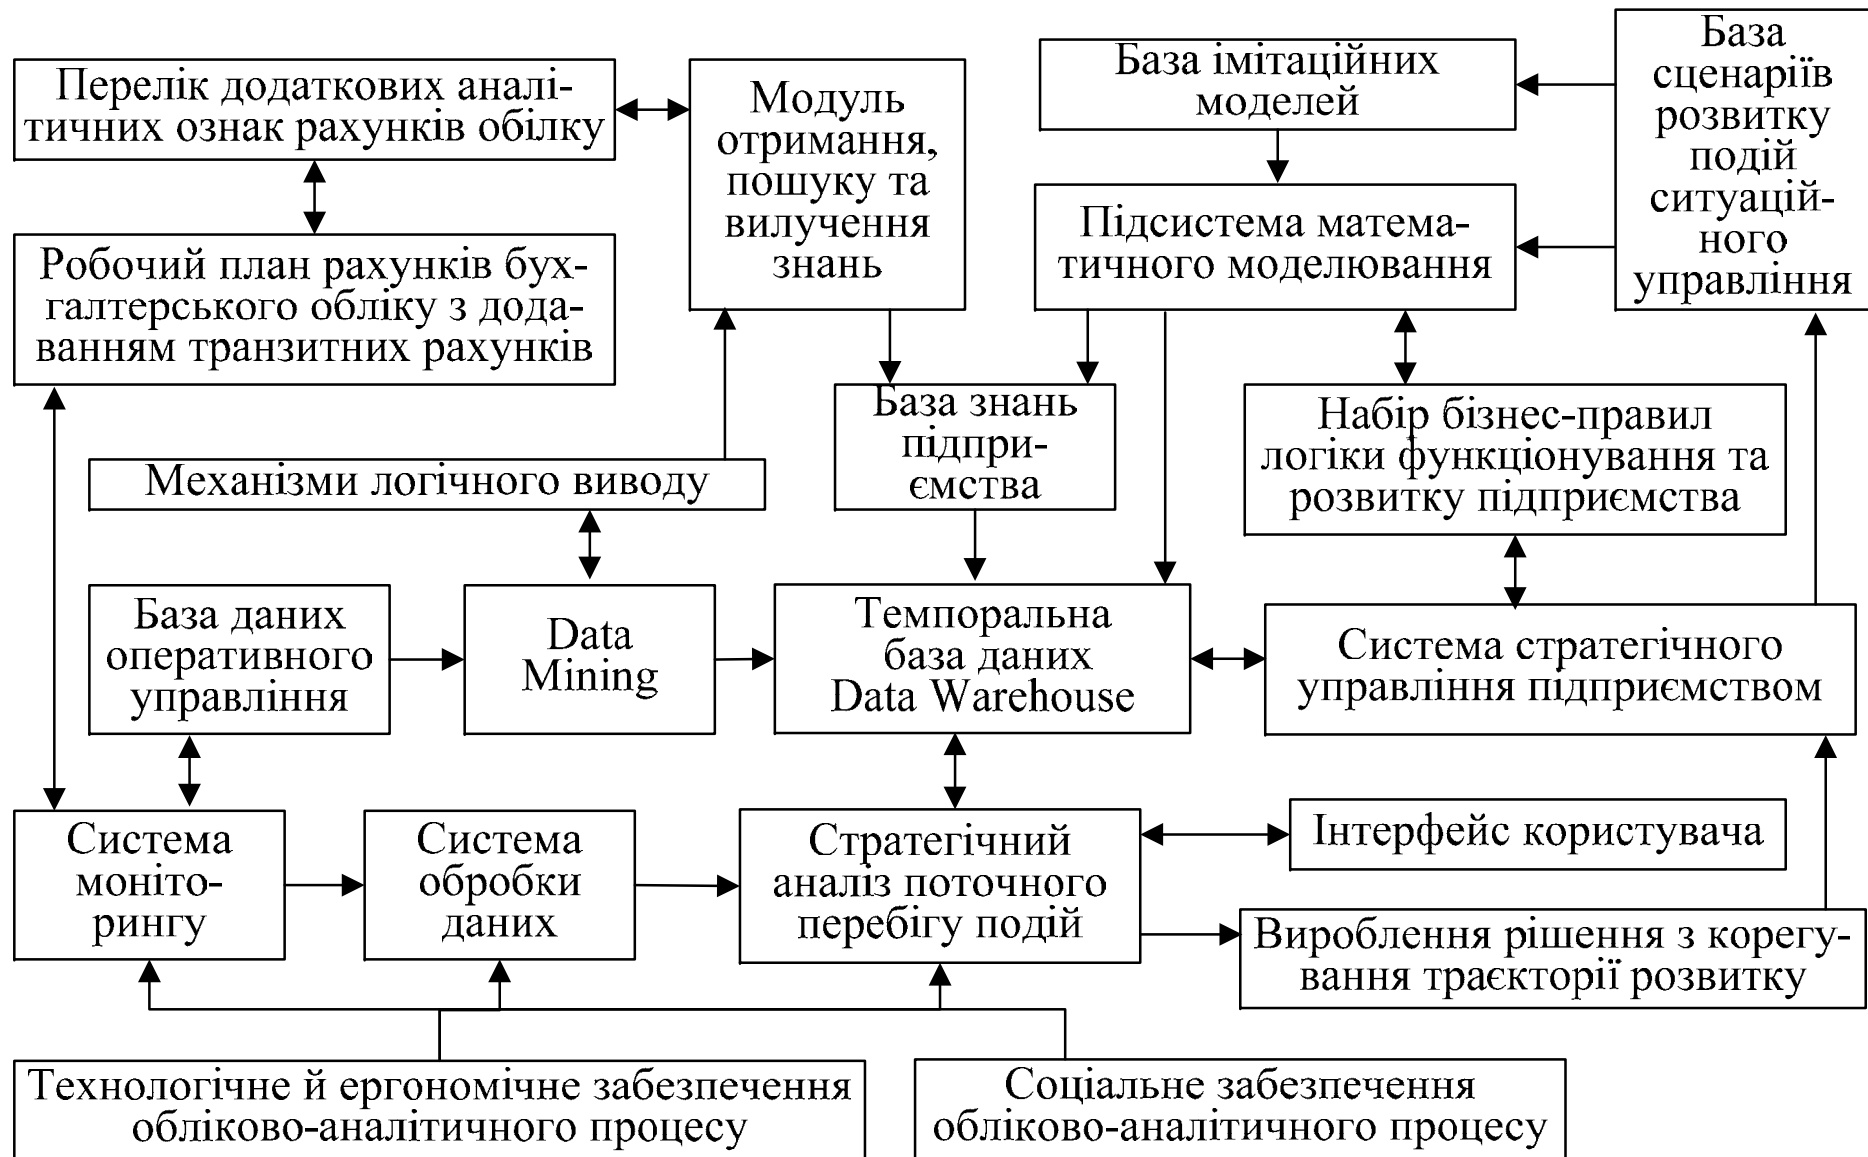 Перелік додаткових аналі-
тичних ознак рахунків обілку
Модуль
отримання,
пошуку та
вилучення
знань
База імітаційних
моделей
База
сценаріїв
розвитку
подій
ситуацій-
ного
управління
Робочий план рахунків бух-
галтерського обліку з дода-
ванням транзитних рахунків
Підсистема матема-
тичного моделювання
База знань
підпри-
ємства
Набір бізнес-правил
логіки функціонування та
розвитку підприємства
Механізми логічного виводу
База даних
оперативного
управління
Data
Mining
Темпоральна
база даних
Data Warehouse
Система стратегічного
управління підприємством
Система
моніто-
рингу
Система
обробки
даних
Стратегічний
аналіз поточного
перебігу подій
Інтерфейс користувача
Вироблення рішення з корегу-
вання траєкторії розвитку
Технологічне й ергономічне забезпечення
обліково-аналітичного процесу
Соціальне забезпечення
обліково-аналітичного процесу